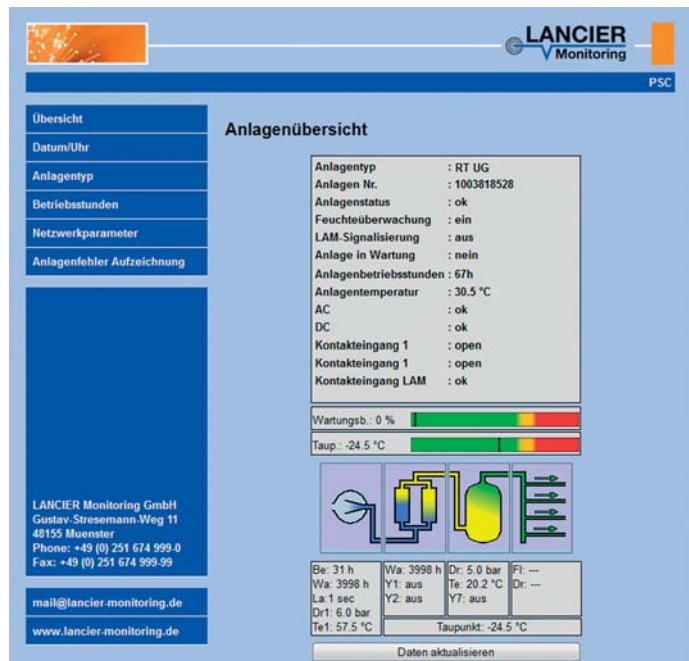 LANCIER
Monitoring
PSC
Übersicht
Datum/Uhr
Anlagentyp
Betriebsstunden
Netzwerkparameter
Anlagenfehler Aufzeichnung
LANCIER Monitoring GmbH
Gustav-Stresemann-Weg 11
48155 Muenster
Phone: +49 (0) 251 674 999-0
Fax: +49 (0) 251 674 999-99
mail@lancier-monitoring.de
www.lancier-monitoring.de
Anlagenübersicht
Anlagentyp : RT UG
Anlagen Nr. : 1003818528
Anlagenstatus : ok
Feuchteüberwachung : ein
LAM-Signalisierung : aus
Anlage in Wartung : nein
Anlagenbetriebsstunden : 67h
Anlagentemperatur : 30.5 °C
AC : ok
DC : ok
Kontakteingang 1 : open
Kontakteingang 1 : open
Kontakteingang LAM : ok
Wartungsb.: 0 %
Taup.: -24.5 °C
Be: 31 h
Wa: 3998 h
La:1 sec
Dr1: 6.0 bar
Te1: 57.5 °C
Wa: 3998 h
Y1: aus
Y2: aus
Dr: 5.0 bar
Te: 20.2 °C
Y7: aus
Fl: ---
Dr: ---
Taupunkt: -24.5 °C
Daten aktualisieren